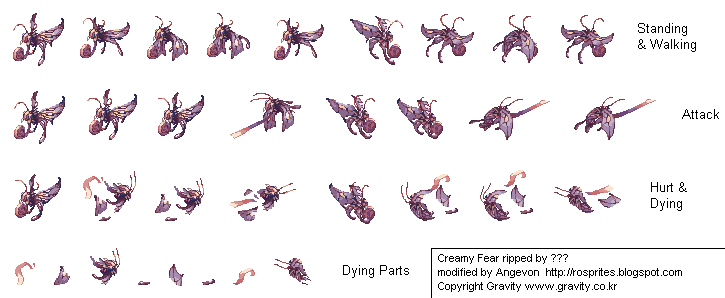 Standing
& Walking
Attack
Hurt &
Dying
Dying Parts
Creamy Fear ripped by ???
modified by Angevon  http://rosprites.blogspot.com
Copyright Gravity www.gravity.co.kr